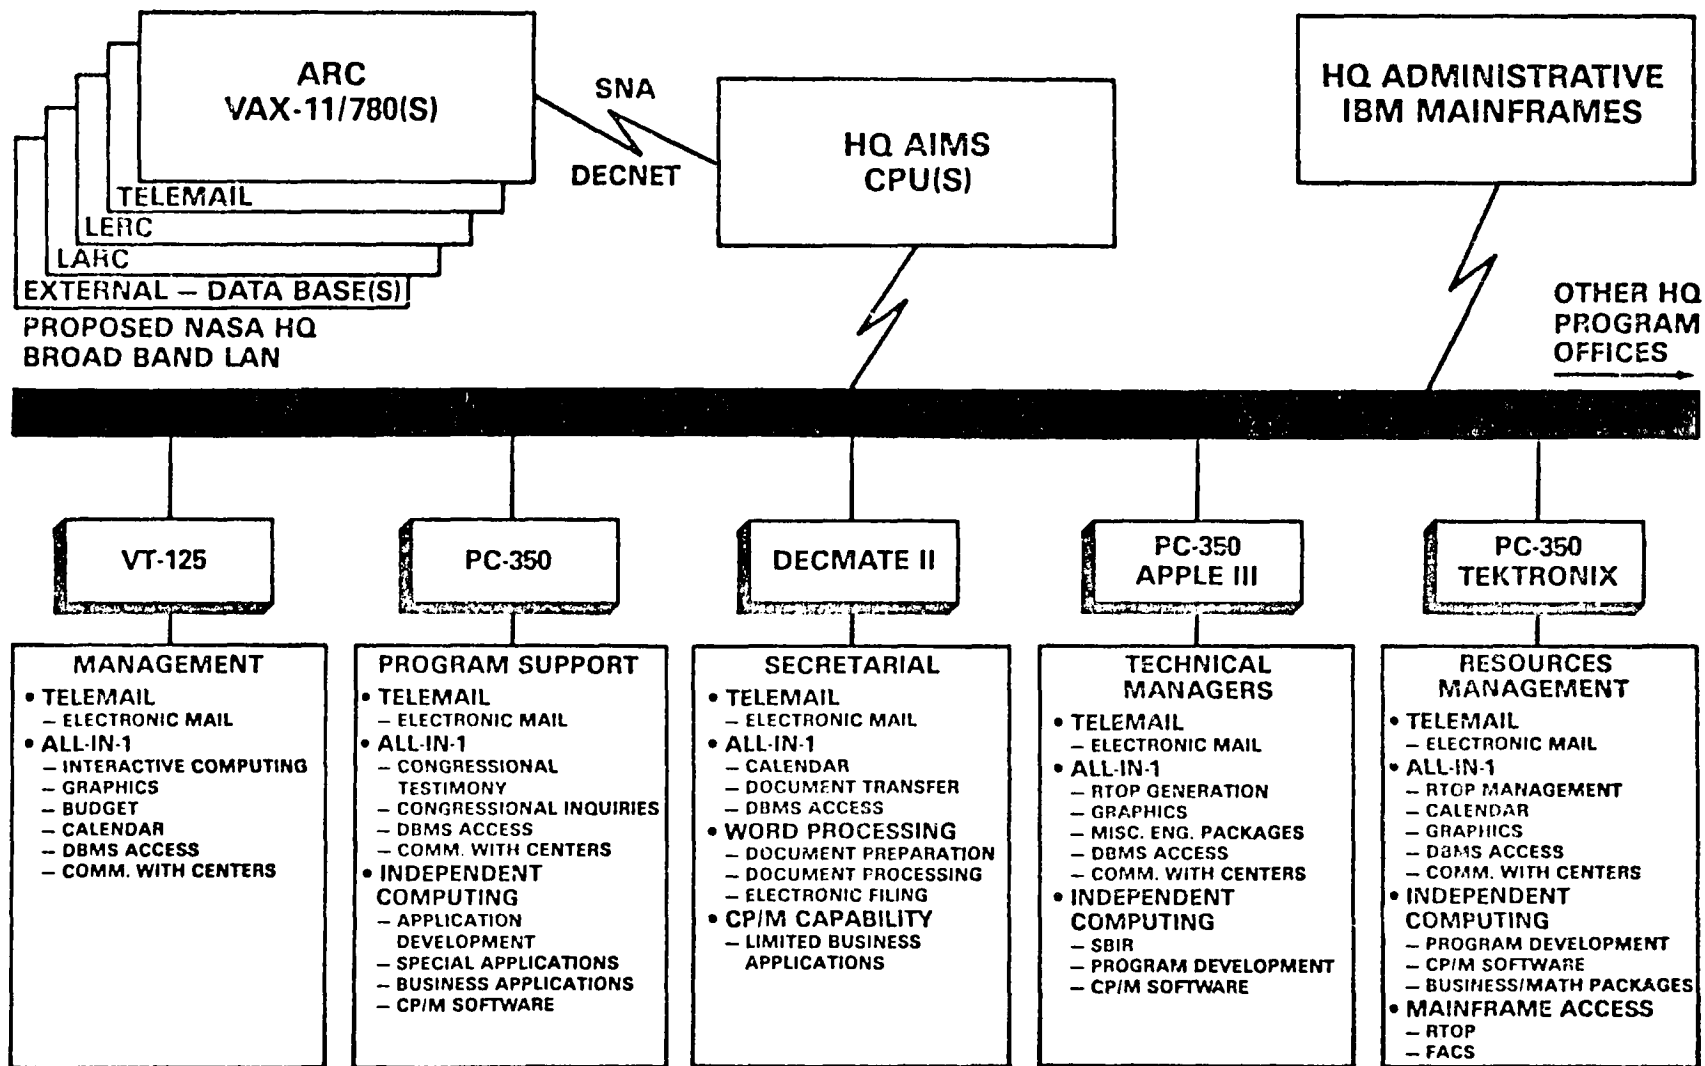 ARC
VAX-11/780(S)
TELEMAIL
LERC
LARC
EXTERNAL – DATA BASE(S)
SNA
DECNET
HQ AIMS
CPU(S)
HQ ADMINISTRATIVE
IBM MAINFRAMES
PROPOSED NASA HQ
BROAD BAND LAN
OTHER HQ
PROGRAM
OFFICES
VT-125
PC-350
DECMATE II
PC-350
APPLE III
PC-350
TEKTRONIX
MANAGEMENT
• TELEMAIL
– ELECTRONIC MAIL
• ALL-IN-1
– INTERACTIVE COMPUTING
– GRAPHICS
– BUDGET
– CALENDAR
– DBMS ACCESS
– COMM. WITH CENTERS
PROGRAM SUPPORT
• TELEMAIL
– ELECTRONIC MAIL
• ALL-IN-1
– CONGRESSIONAL
TESTIMONY
– CONGRESSIONAL INQUIRIES
– DBMS ACCESS
– COMM. WITH CENTERS
• INDEPENDENT
COMPUTING
– APPLICATION
DEVELOPMENT
– SPECIAL APPLICATIONS
– BUSINESS APPLICATIONS
– CP/M SOFTWARE
SECRETARIAL
• TELEMAIL
– ELECTRONIC MAIL
• ALL-IN-1
– CALENDAR
– DOCUMENT TRANSFER
– DBMS ACCESS
• WORD PROCESSING
– DOCUMENT PREPARATION
– DOCUMENT PROCESSING
– ELECTRONIC FILING
• CP/M CAPABILITY
– LIMITED BUSINESS
APPLICATIONS
TECHNICAL
MANAGERS
• TELEMAIL
– ELECTRONIC MAIL
• ALL-IN-1
– RTOP GENERATION
– GRAPHICS
– MISC. ENG. PACKAGES
– DBMS ACCESS
– COMM. WITH CENTERS
• INDEPENDENT
COMPUTING
– SBIR
– PROGRAM DEVELOPMENT
– CP/M SOFTWARE
RESOURCES
MANAGEMENT
• TELEMAIL
– ELECTRONIC MAIL
• ALL-IN-1
– RTOP MANAGEMENT
– CALENDAR
– GRAPHICS
– DBMS ACCESS
– COMM. WITH CENTERS
• INDEPENDENT
COMPUTING
– PROGRAM DEVELOPMENT
– CP/M SOFTWARE
– BUSINESS/MATH PACKAGES
• MAINFRAME ACCESS
– RTOP
– FACS